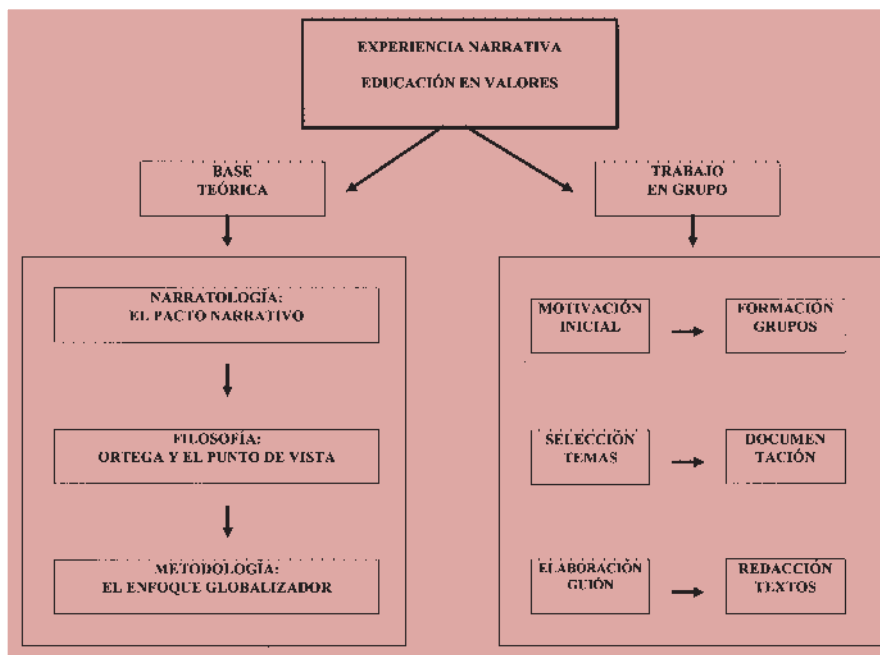 EXPERIENCIA NARRATIVA
EDUCACIÓN EN VALORES
BASE
TEÓRICA
TRABAJO
EN GRUPO
NARRATOLOGÍA:
EL PACTO NARRATIVO
FILOSOFÍA:
ORTEGA Y EL PUNTO DE VISTA
METODOLOGÍA:
EL ENFOQUE GLOBALIZADOR
MOTIVACIÓN
INICIAL
FORMACIÓN
GRUPOS
SELECCIÓN
TEMAS
DOCUMEN
TACIÓN
ELABORACIÓN
GUIÓN
REDACCIÓN
TEXTOS